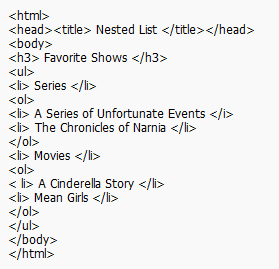 <html>
<head><title> Nested List </title></head>
<body>
<h3> Favorite Shows </h3>
<ul>
<li> Series </li>
<ol>
<li> A Series of Unfortunate Events </i>
<li> The Chronicles of Narnia </li>
</ol>
<li> Movies </li>
<ol>
< li> A Cinderella Story </li>
<li> Mean Girls </li>
</ol>
</ul>
</body>
</html>